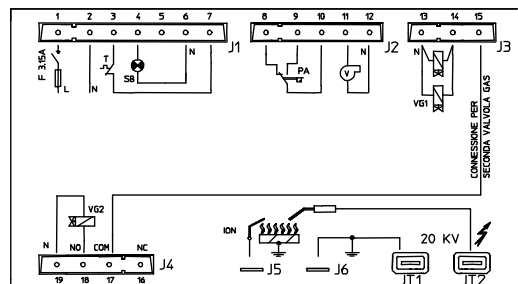 1 2 3 4 5 6 7
8 9 10 11 12
13 14 15
J1
J2
J3
F 3.15A
L
N
T
SB
N
PA
V
N
N
VG1
CONNESSIONE PER
SECONDA VALVOLA GAS
VG2
N NO COM NC
J4
19 18 17 16
ION
J5
J6
20 KV
JT1
JT2